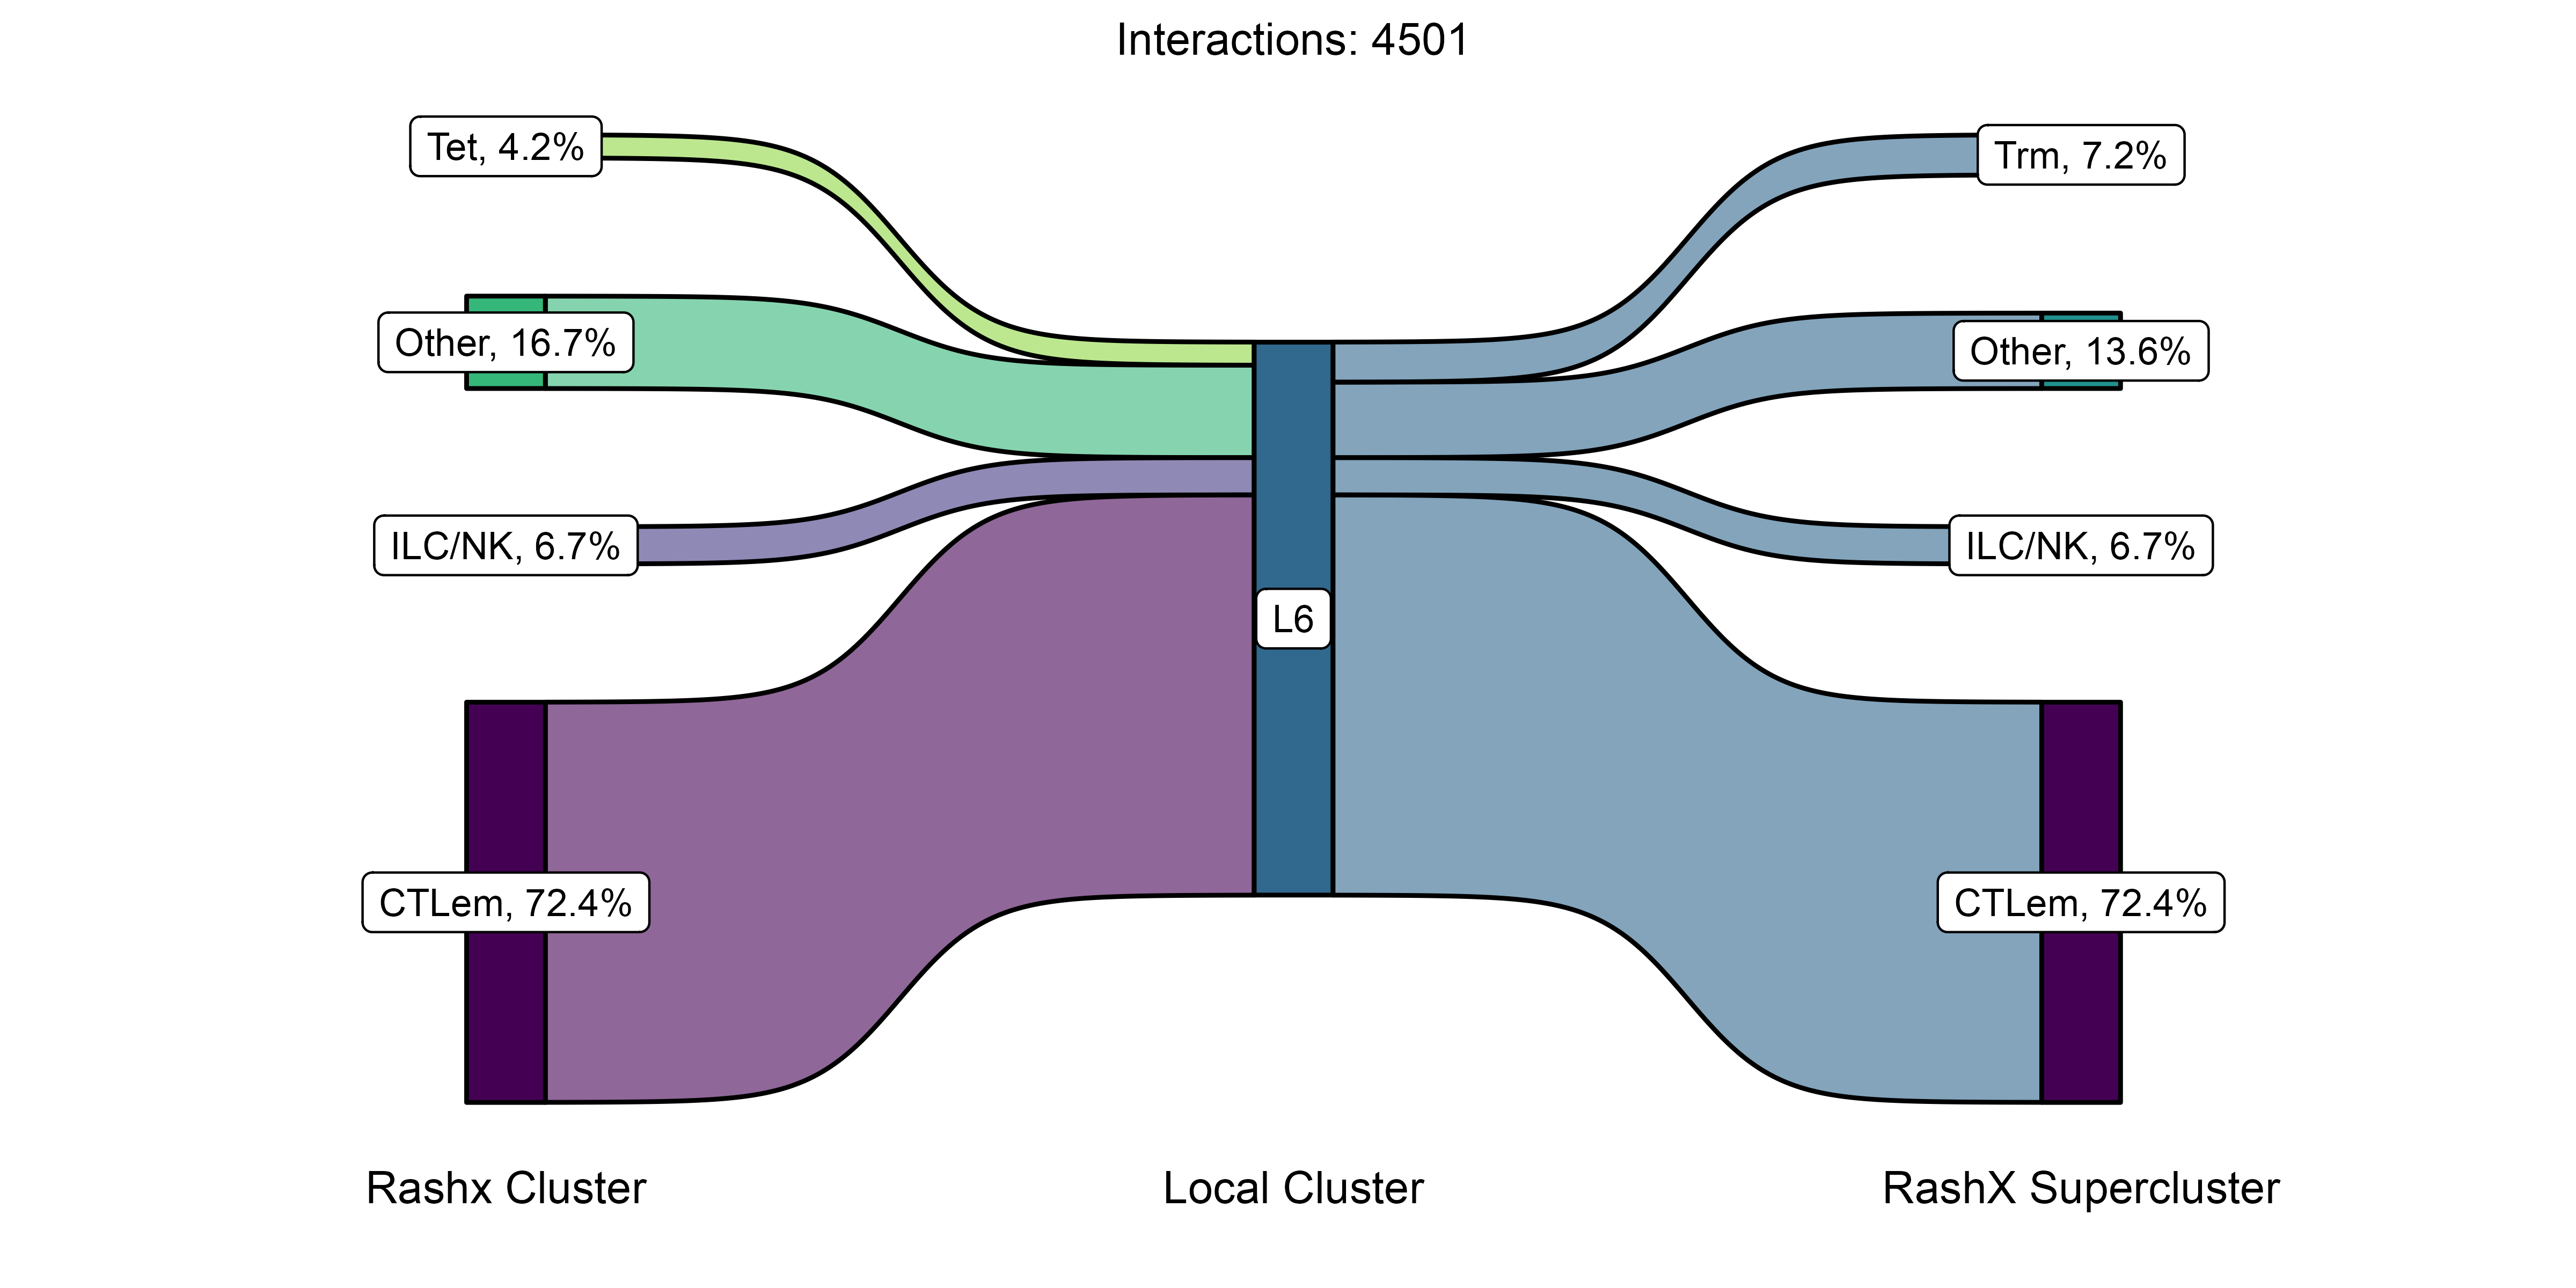 Interactions: 4501
Tet, 4.2%
Trm, 7.2%
Other, 16.7%
Other, 13.6%
ILC/NK, 6.7%
ILC/NK, 6.7%
L6
CTLem, 72.4%
CTLem, 72.4%
Rashx Cluster
Local Cluster
RashX Supercluster